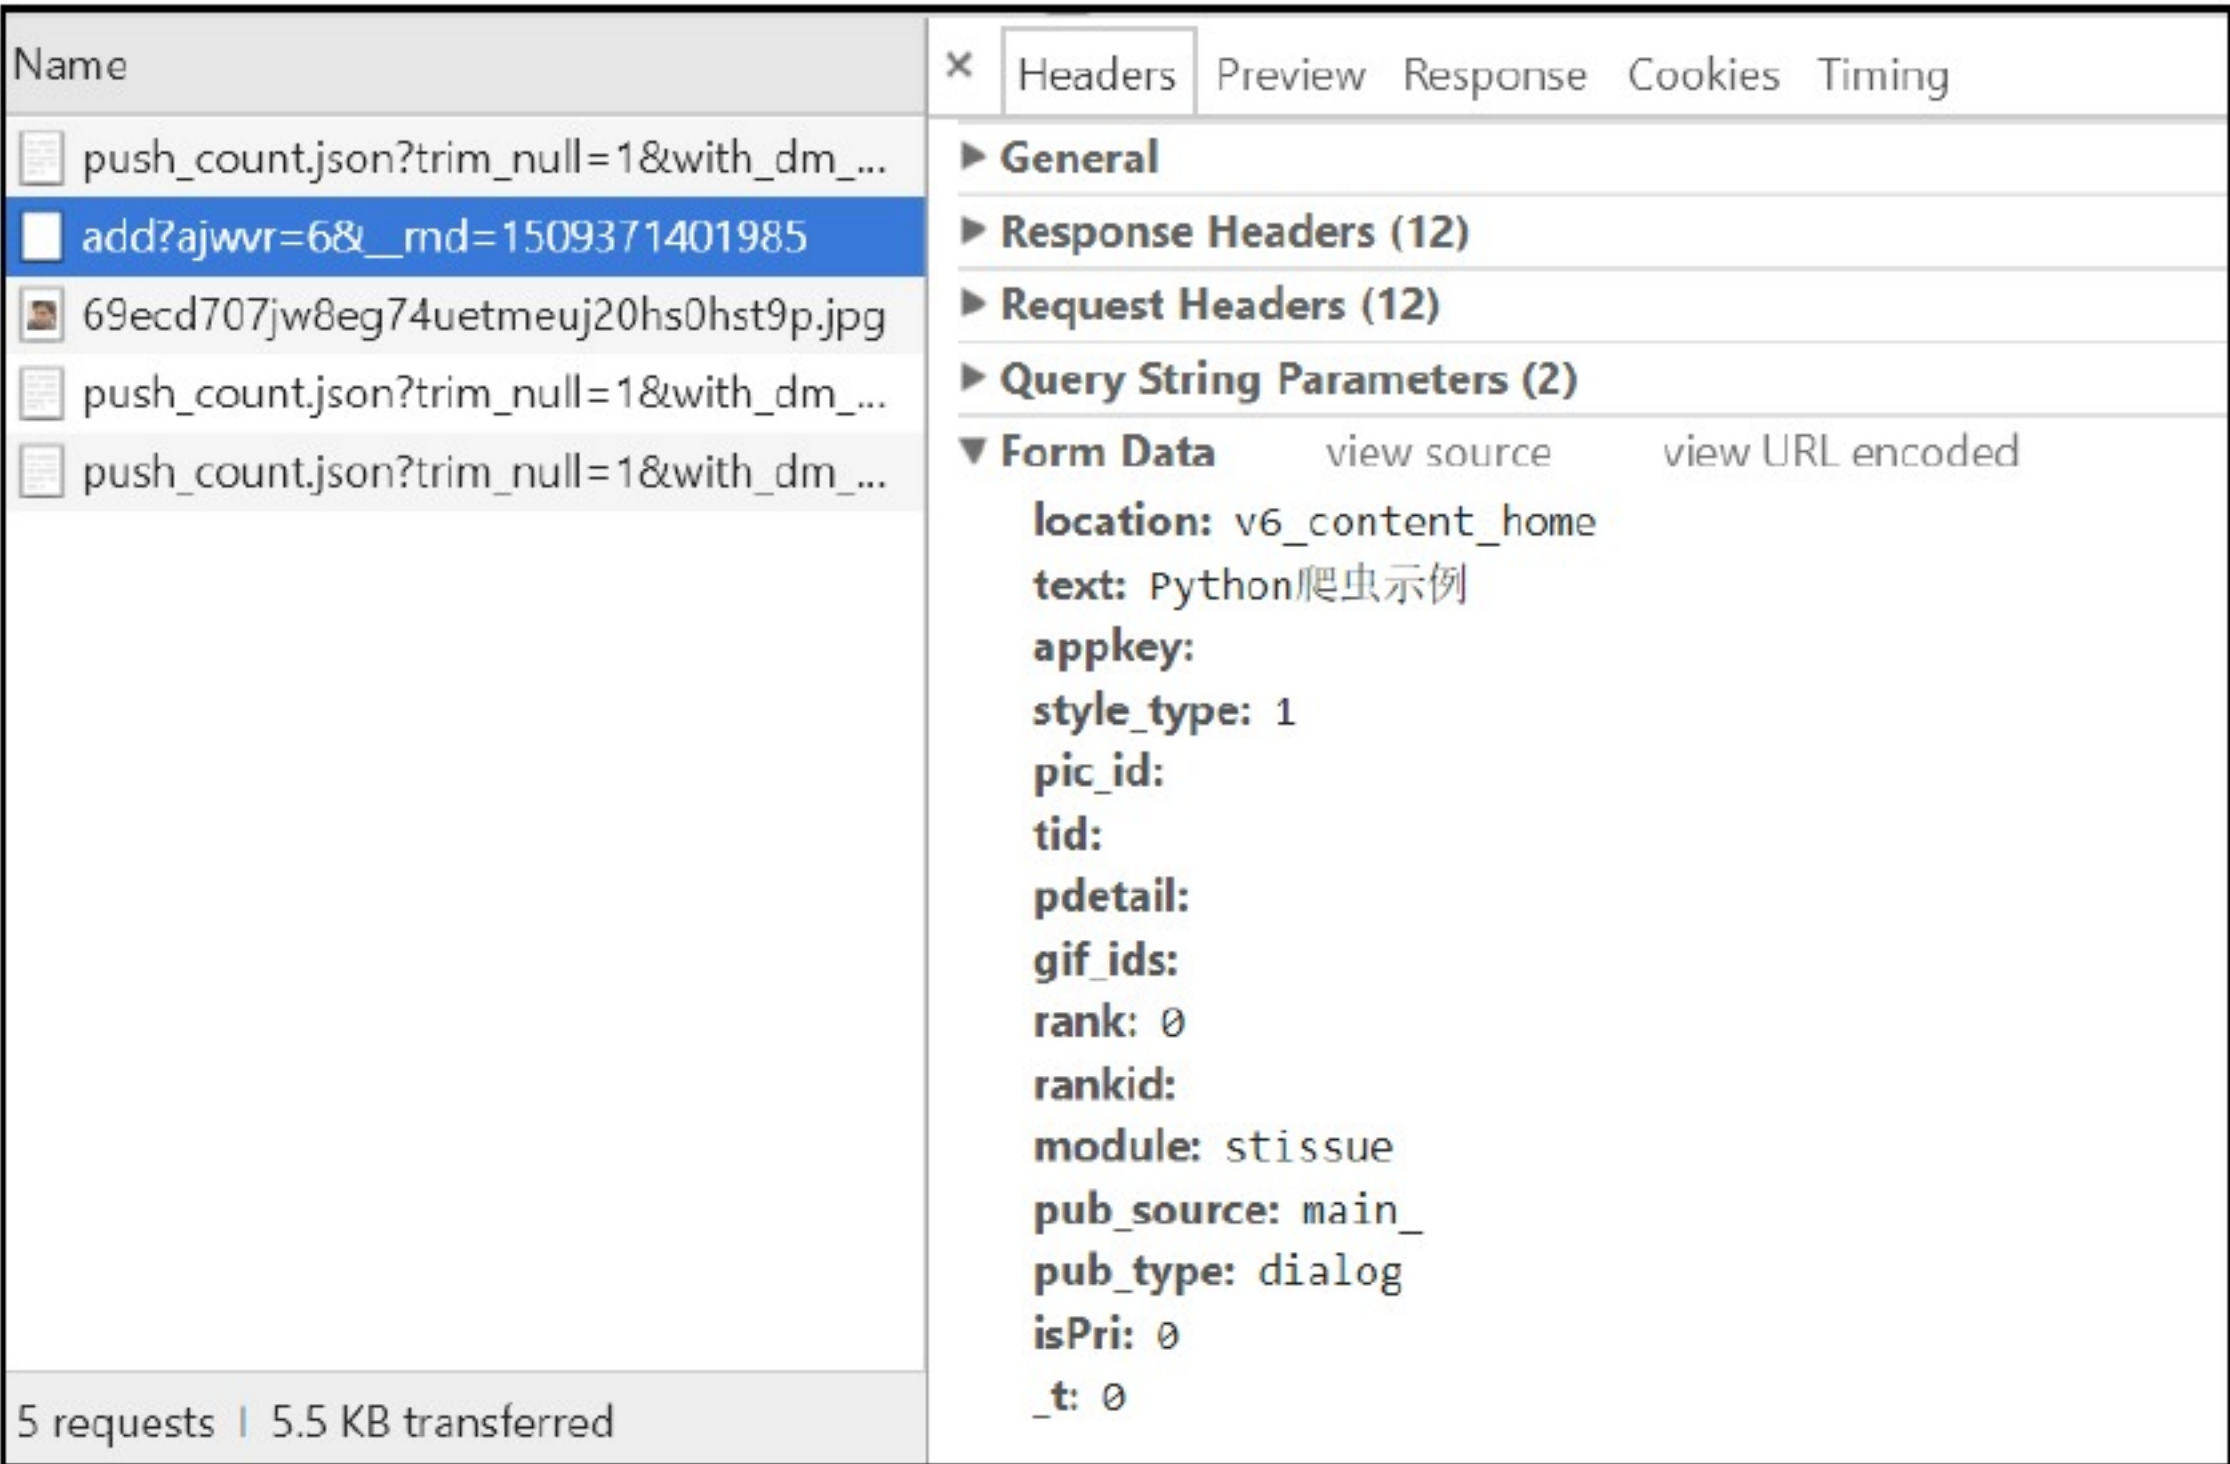 Name
push_count.json?trim_null=1&with_dm_...
add?ajwvr=6&__rnd=1509371401985
69ecd707jw8eg74uetmeuj20hs0hst9p.jpg
push_count.json?trim_null=1&with_dm_...
push_count.json?trim_null=1&with_dm_...
5 requests | 5.5 KB transferred
× Headers Preview Response Cookies Timing
▶ General
▶ Response Headers (12)
▶ Request Headers (12)
▶ Query String Parameters (2)
▼ Form Data view source view URL encoded
location: v6_content_home
text: Python爬虫示例
appkey:
style_type: 1
pic_id:
tid:
pdetail:
gif_ids:
rank: 0
rankid:
module: stissue
pub_source: main_
pub_type: dialog
isPri: 0
_t: 0